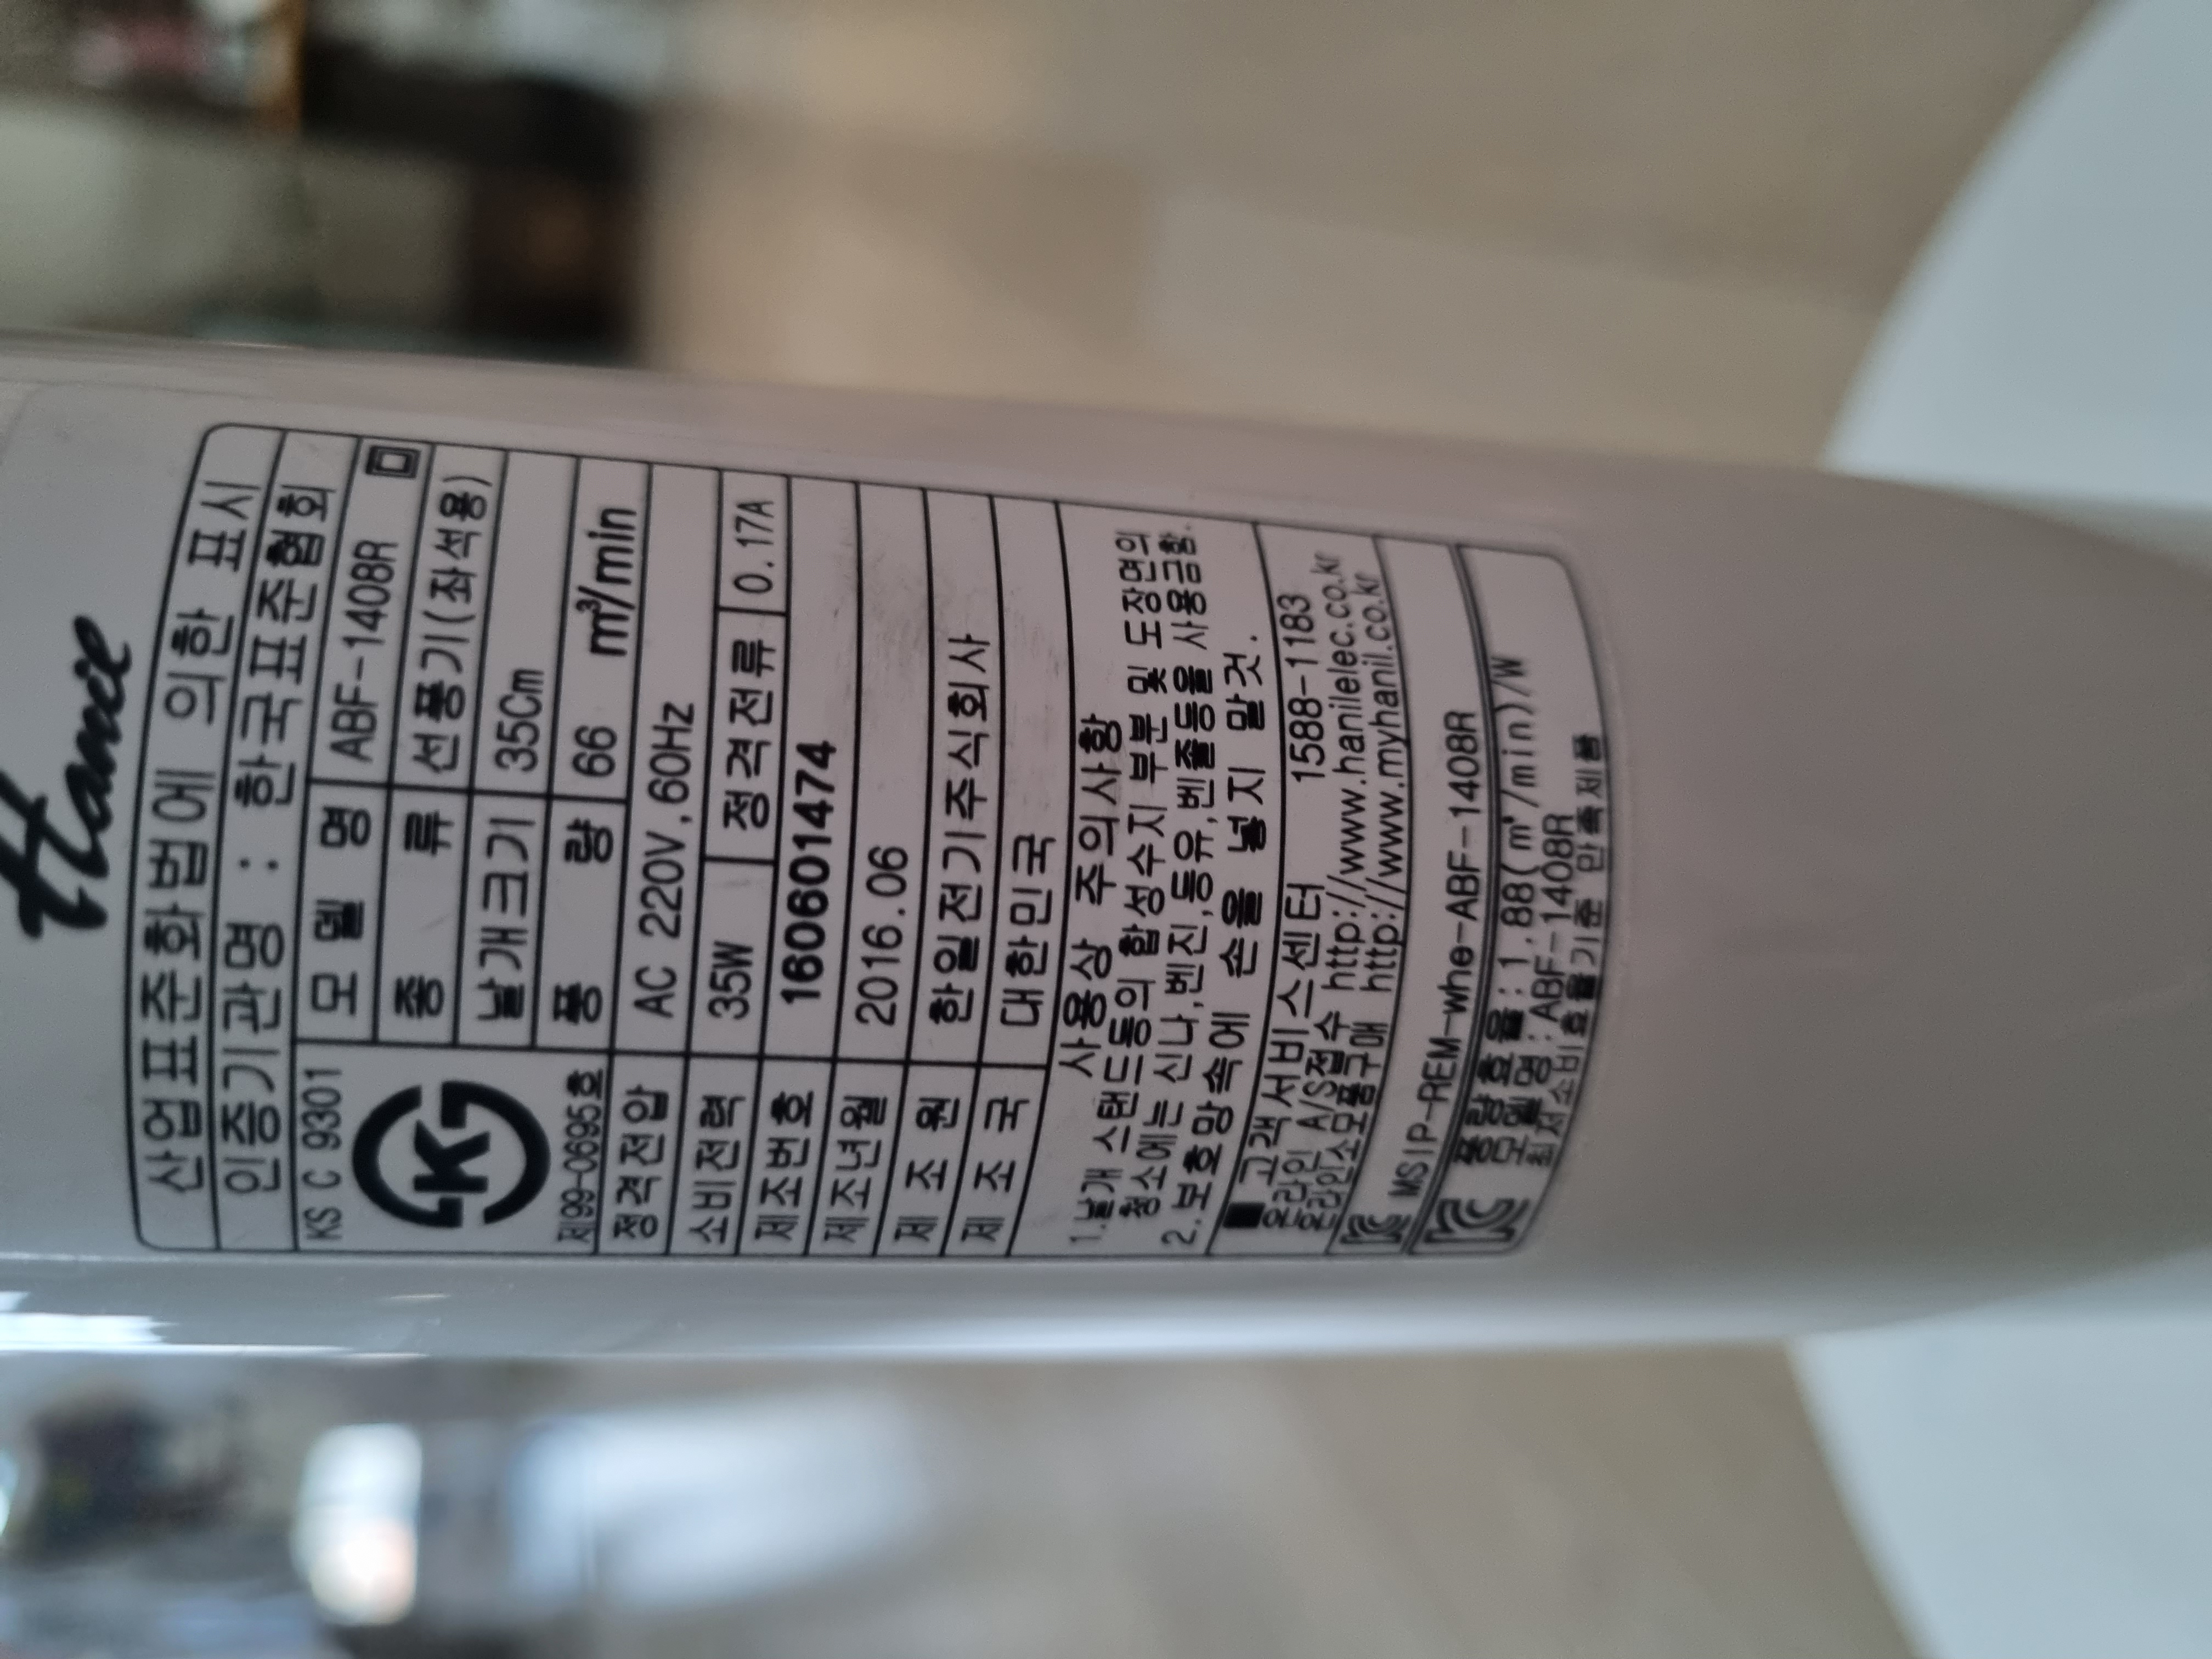 Hanil
산업표준화법에 의한 표시
인증기관명 : 한국표준협회
KS C 9301
제99-0695호
모 델 명 ABF-1408R
종 류 선풍기(좌석용)
날개크기 35Cm
풍 량 66 m³/min
정격전압 AC 220V,60Hz
소비전력 35W 정격전류 0.17A
제조번호 160601474
제조년월 2016.06
제 조 원 한일전기주식회사
제 조 국 대한민국
사용상 주의사항
1.날개 스탠드등의 합성수지 부분 및 도장면의
청소에는 신나,벤진,등유,벤졸등을 사용금함.
2.보호망속에 손을 넣지 말것.
■고객서비스센터 1588-1183
온라인 A/S접수 http://www.hanilelec.co.kr
온라인소모품구매 http://www.myhanil.co.kr
KC MSIP-REM-whe-ABF-1408R
KC 풍량효율:1.88(m³/min)/W
모델명:ABF-1408R
최저소비효율기준 만족제품